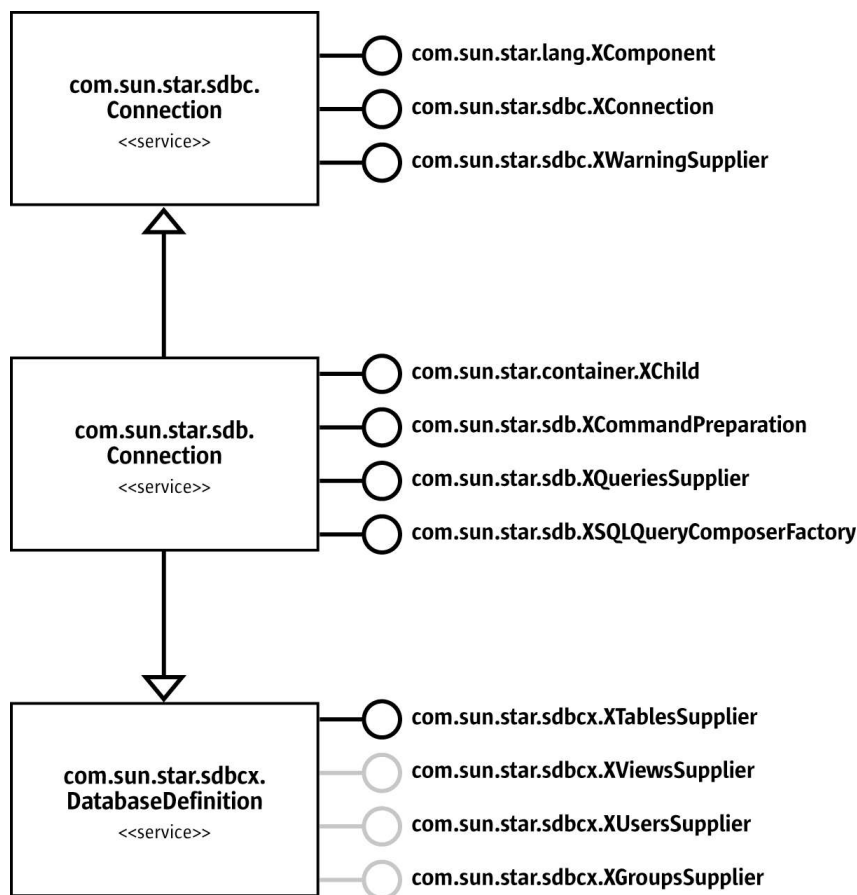 com.sun.star.sdbc.
Connection
<<service>>
com.sun.star.lang.XComponent
com.sun.star.sdbc.XConnection
com.sun.star.sdbc.XWarningSupplier
com.sun.star.sdb.
Connection
<<service>>
com.sun.star.container.XChild
com.sun.star.sdb.XCommandPreparation
com.sun.star.sdb.XQueriesSupplier
com.sun.star.sdb.XSQLQueryComposerFactory
com.sun.star.sdbcx.
DatabaseDefinition
<<service>>
com.sun.star.sdbcx.XTablesSupplier
com.sun.star.sdbcx.XViewsSupplier
com.sun.star.sdbcx.XUsersSupplier
com.sun.star.sdbcx.XGroupsSupplier